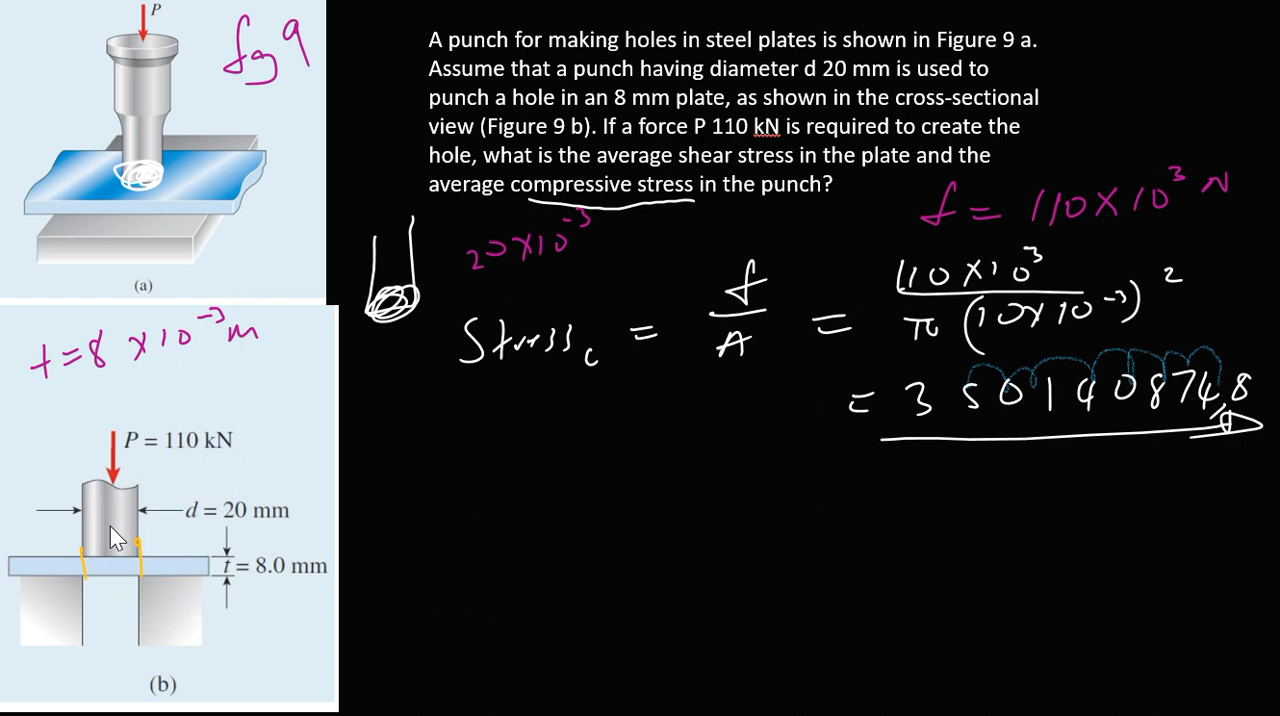 P
fig 9
A punch for making holes in steel plates is shown in Figure 9 a.
Assume that a punch having diameter d 20 mm is used to
punch a hole in an 8 mm plate, as shown in the cross-sectional
view (Figure 9 b). If a force P 110 kN is required to create the
hole, what is the average shear stress in the plate and the
average compressive stress in the punch?
(a)
f = 110 × 10³ N
20×10⁻³
Stress c = f / A = 110 ×10³ / π (10×10⁻³)²
= 350140874,8
t = 8 ×10⁻³m
P = 110 kN
d = 20 mm
t = 8.0 mm
(b)